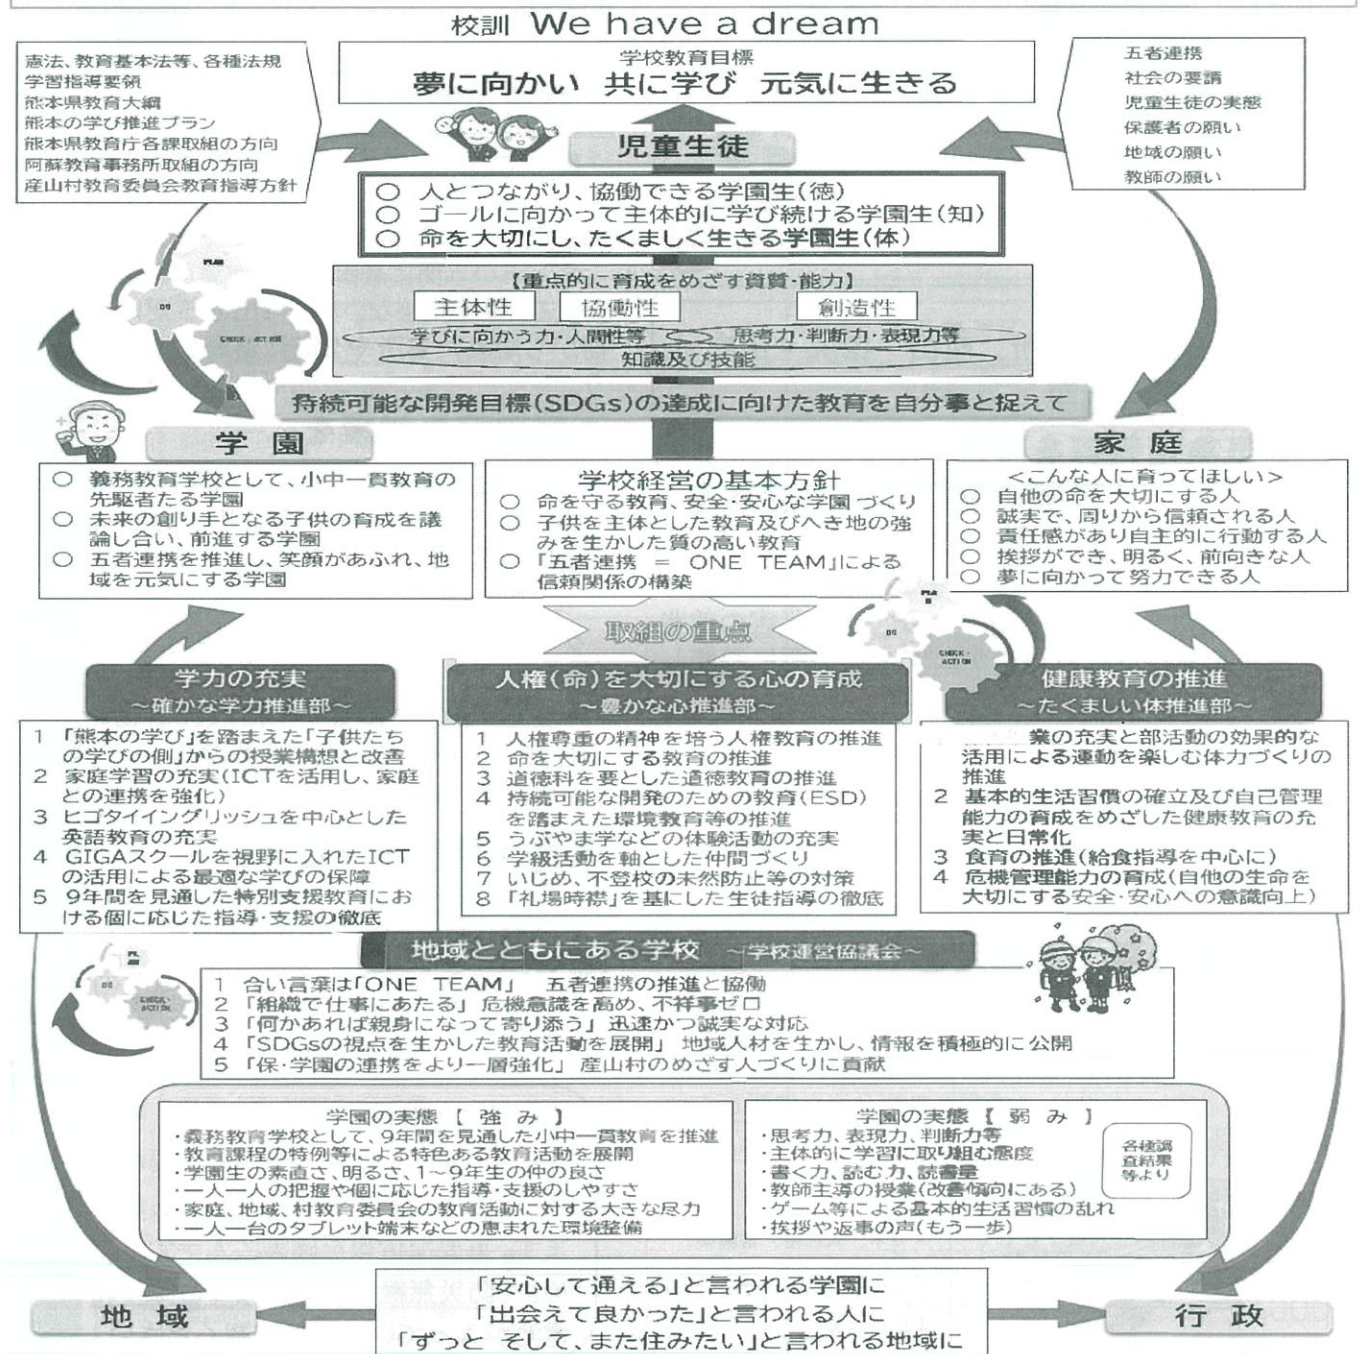 校訓 We have a dream
憲法、教育基本法等、各種法規
学習指導要領
熊本県教育大綱
熊本の学び推進プラン
熊本県教育庁各課取組の方向
阿蘇教育事務所取組の方向
産山村教育委員会教育指導方針
学校教育目標
夢に向かい 共に学び 元気に生きる
五者連携
社会の要請
児童生徒の実態
保護者の願い
地域の願い
教師の願い
児童生徒
○ 人とつながり、協働できる学園生(徳)
○ ゴールに向かって主体的に学び続ける学園生(知)
○ 命を大切にし、たくましく生きる学園生(体)
【重点的に育成をめざす資質・能力】
主体性 協働性 創造性
学びに向かう力・人間性等 思考力・判断力・表現力等
知識及び技能
PLAN
DO
CHECK・ACTION
持続可能な開発目標(SDGs)の達成に向けた教育を自分事と捉えて
学園
○ 義務教育学校として、小中一貫教育の
先駆者たる学園
○ 未来の創り手となる子供の育成を議
論し合い、前進する学園
○ 五者連携を推進し、笑顔があふれ、地
域を元気にする学園
学校経営の基本方針
○ 命を守る教育、安全・安心な学園づくり
○ 子供を主体とした教育及びへき地の強
みを生かした質の高い教育
○ 「五者連携 = ONE TEAM」による
信頼関係の構築
家庭
<こんな人に育ってほしい>
○ 自他の命を大切にする人
○ 誠実で、周りから信頼される人
○ 責任感があり自主的に行動する人
○ 挨拶ができ、明るく、前向きな人
○ 夢に向かって努力できる人
取組の重点
DO
CHECK・
ACTION
学力の充実
~確かな学力推進部~
1 「熊本の学び」を踏まえた「子供たち
の学びの側」からの授業構想と改善
2 家庭学習の充実(ICTを活用し、家庭
との連携を強化)
3 ヒゴタイイングリッシュを中心とした
英語教育の充実
4 GIGAスクールを視野に入れたICT
の活用による最適な学びの保障
5 9年間を見通した特別支援教育にお
ける個に応じた指導・支援の徹底
人権(命)を大切にする心の育成
~豊かな心推進部~
1 人権尊重の精神を培う人権教育の推進
2 命を大切にする教育の推進
3 道徳科を要とした道徳教育の推進
4 持続可能な開発のための教育(ESD)
を踏まえた環境教育等の推進
5 うぶやま学などの体験活動の充実
6 学級活動を軸とした仲間づくり
7 いじめ、不登校の未然防止等の対策
8 「礼場時襟」を基にした生徒指導の徹底
健康教育の推進
~たくましい体推進部~
1 業の充実と部活動の効果的な
活用による運動を楽しむ体力づくりの
推進
2 基本的生活習慣の確立及び自己管理
能力の育成をめざした健康教育の充
実と日常化
3 食育の推進(給食指導を中心に)
4 危機管理能力の育成(自他の生命を
大切にする安全・安心への意識向上)
地域とともにある学校 ~学校運営協議会~
DO
CHECK・
ACTION
1 合い言葉は「ONE TEAM」 五者連携の推進と協働
2 「組織で仕事にあたる」 危機意識を高め、不祥事ゼロ
3 「何かあれば親身になって寄り添う」 迅速かつ誠実な対応
4 「SDGsの視点を生かした教育活動を展開」 地域人材を生かし、情報を積極的に公開
5 「保・学園の連携をより一層強化」 産山村のめざす人づくりに貢献
学園の実態【 強 み 】
・義務教育学校として、9年間を見通した小中一貫教育を推進
・教育課程の特例等による特色ある教育活動を展開
・学園生の素直さ、明るさ、1~9年生の仲の良さ
・一人一人の把握や個に応じた指導・支援のしやすさ
・家庭、地域、村教育委員会の教育活動に対する大きな尽力
・一人一台のタブレット端末などの恵まれた環境整備
学園の実態【 弱 み 】
・思考力、表現力、判断力等
・主体的に学習に取り組む態度
・書く力、読む力、読書量
・教師主導の授業(改善傾向にある)
・ゲーム等による基本的生活習慣の乱れ
・挨拶や返事の声(もう一歩)
各種調
査結果
等より
地域
「安心して通える」と言われる学園に
「出会えて良かった」と言われる人に
「ずっと そして、また住みたい」と言われる地域に
行政